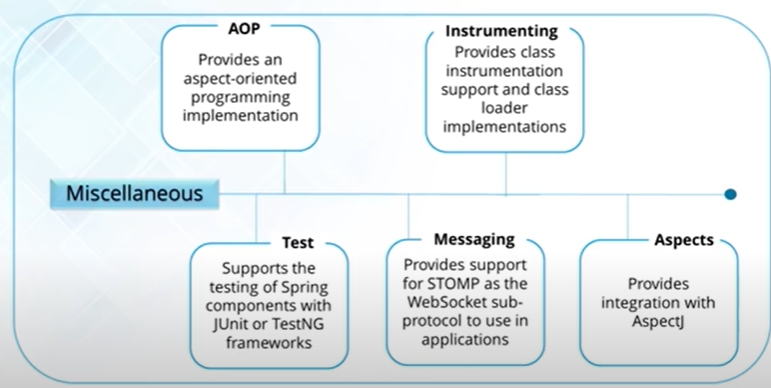 AOP
Provides an
aspect-oriented
programming
implementation
Instrumenting
Provides class
instrumentation
support and class
loader
implementations
Miscellaneous
Test
Supports the
testing of Spring
components with
JUnit or TestNG
frameworks
Messaging
Provides support
for STOMP as the
WebSocket sub-
protocol to use in
applications
Aspects
Provides
integration with
AspectJ